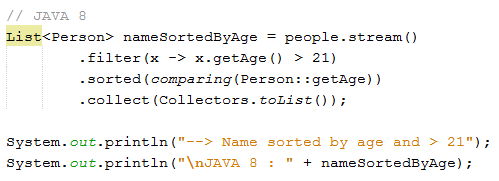 // JAVA 8
List<Person> nameSortedByAge = people.stream()
.filter(x -> x.getAge() > 21)
.sorted(comparing(Person::getAge))
.collect(Collectors.toList());
System.out.println("--> Name sorted by age and > 21");
System.out.println("\nJAVA 8 : " + nameSortedByAge);